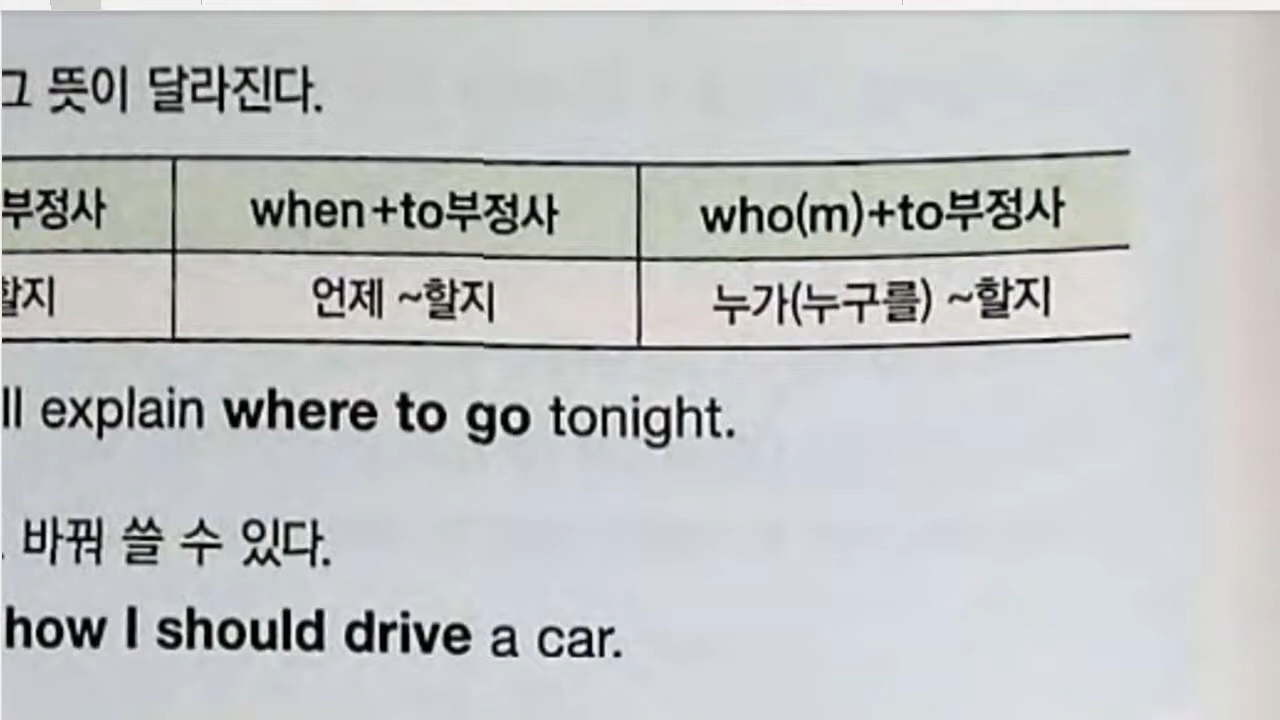 그 뜻이 달라진다.
부정사 when+to부정사 who(m)+to부정사
할지 언제 ~할지 누가(누구를) ~할지
ll explain where to go tonight.
. 바꿔 쓸 수 있다.
how I should drive a car.